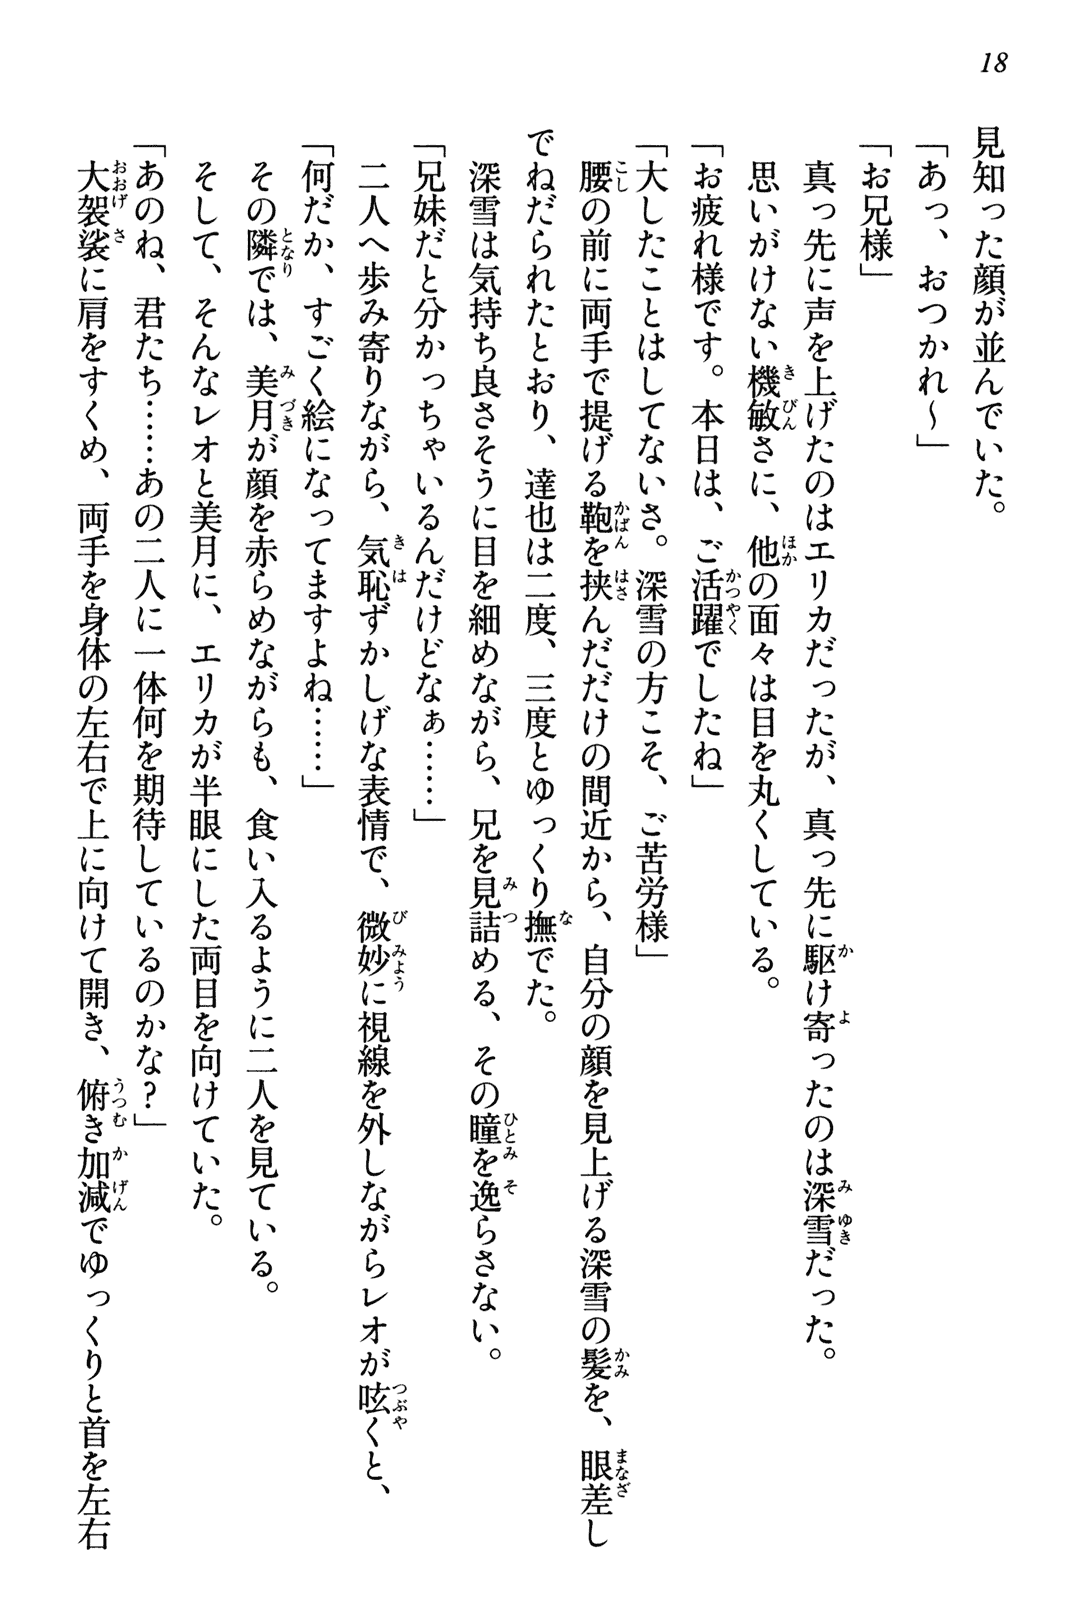 18
見知った顔が並んでいた。
「あっ、おつかれ～」
「お兄様」
真っ先に声を上げたのはエリカだったが、真っ先に駆け寄ったのは深雪だった。
思いがけない機敏さに、他の面々は目を丸くしている。
「お疲れ様です。本日は、ご活躍でしたね」
「大したことはしてないさ。深雪の方こそ、ご苦労様」
腰の前に両手で提げる鞄を挟んだだけの間近から、自分の顔を見上げる深雪の髪を、眼差し
でねだられたとおり、達也は二度、三度とゆっくり撫でた。
深雪は気持ち良さそうに目を細めながら、兄を見詰める、その瞳を逸らさない。
「兄妹だと分かっちゃいるんだけどなぁ……」
二人へ歩み寄りながら、気恥ずかしげな表情で、微妙に視線を外しながらレオが呟くと、
「何だか、すごく絵になってますよね……」
その隣では、美月が顔を赤らめながらも、食い入るように二人を見ている。
そして、そんなレオと美月に、エリカが半眼にした両目を向けていた。
「あのね、君たち……あの二人に一体何を期待しているのかな？」
大袈裟に肩をすくめ、両手を身体の左右で上に向けて開き、俯き加減でゆっくりと首を左右